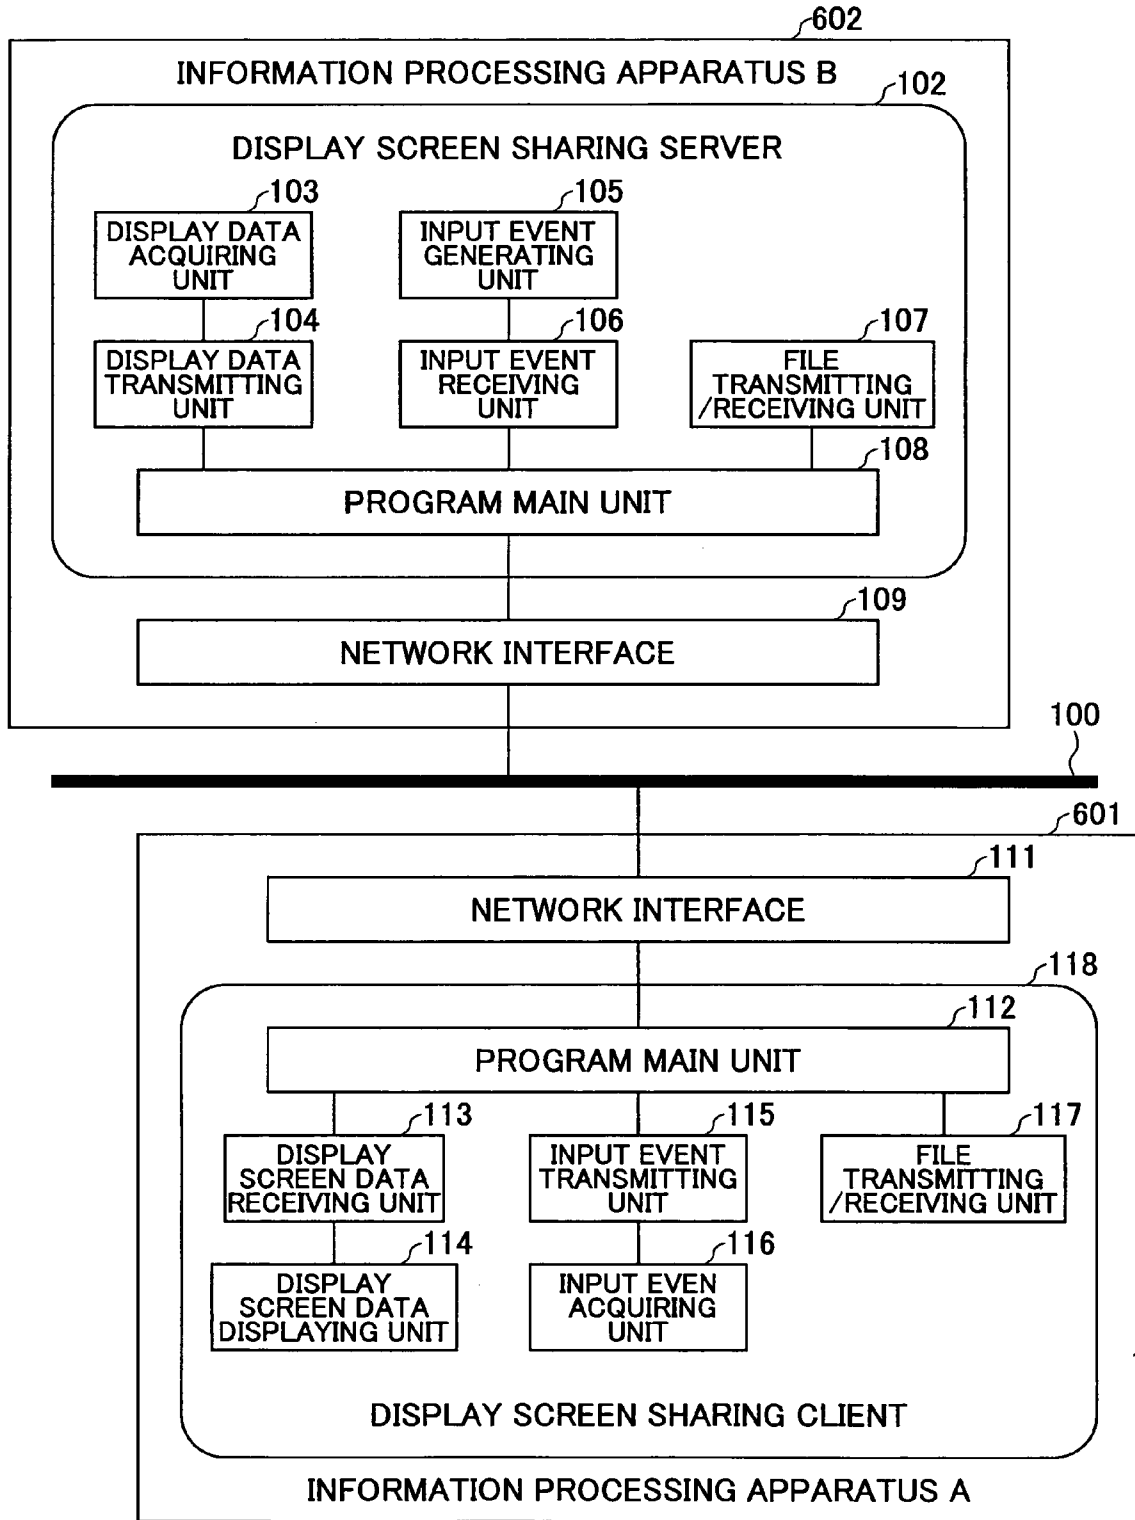 602
INFORMATION PROCESSING APPARATUS B
102
DISPLAY SCREEN SHARING SERVER
103
DISPLAY DATA
ACQUIRING
UNIT
105
INPUT EVENT
GENERATING
UNIT
104
DISPLAY DATA
TRANSMITTING
UNIT
106
INPUT EVENT
RECEIVING
UNIT
107
FILE
TRANSMITTING
/RECEIVING UNIT
108
PROGRAM MAIN UNIT
109
NETWORK INTERFACE
100
601
111
NETWORK INTERFACE
118
112
PROGRAM MAIN UNIT
113
DISPLAY
SCREEN DATA
RECEIVING UNIT
115
INPUT EVENT
TRANSMITTING
UNIT
117
FILE
TRANSMITTING
/RECEIVING UNIT
114
DISPLAY
SCREEN DATA
DISPLAYING UNIT
116
INPUT EVEN
ACQUIRING
UNIT
DISPLAY SCREEN SHARING CLIENT
INFORMATION PROCESSING APPARATUS A